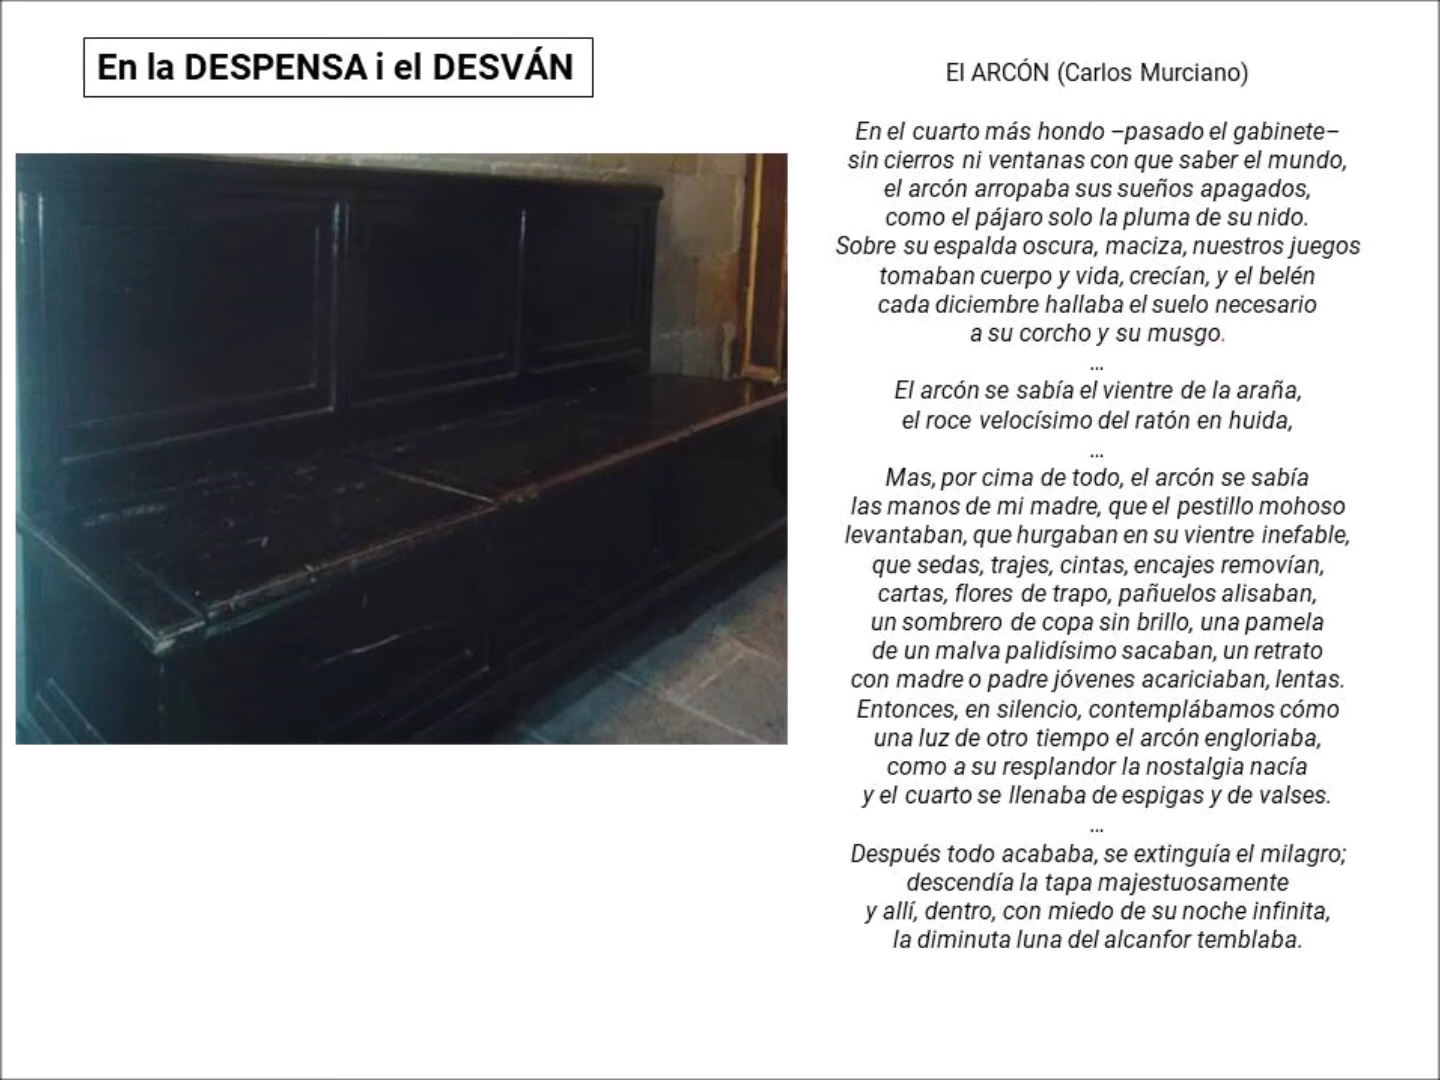 En la DESPENSA i el DESVÁN
El ARCÓN (Carlos Murciano)
En el cuarto más hondo –pasado el gabinete–
sin cierros ni ventanas con que saber el mundo,
el arcón arropaba sus sueños apagados,
como el pájaro solo la pluma de su nido.
Sobre su espalda oscura, maciza, nuestros juegos
tomaban cuerpo y vida, crecían, y el belén
cada diciembre hallaba el suelo necesario
a su corcho y su musgo.
...
El arcón se sabía el vientre de la araña,
el roce velocísimo del ratón en huida,
...
Mas, por cima de todo, el arcón se sabía
las manos de mi madre, que el pestillo mohoso
levantaban, que hurgaban en su vientre inefable,
que sedas, trajes, cintas, encajes removían,
cartas, flores de trapo, pañuelos alisaban,
un sombrero de copa sin brillo, una pamela
de un malva palidísimo sacaban, un retrato
con madre o padre jóvenes acariciaban, lentas.
Entonces, en silencio, contemplábamos cómo
una luz de otro tiempo el arcón engloriaba,
como a su resplandor la nostalgia nacía
y el cuarto se llenaba de espigas y de valses.
...
Después todo acababa, se extinguía el milagro;
descendía la tapa majestuosamente
y allí, dentro, con miedo de su noche infinita,
la diminuta luna del alcanfor temblaba.